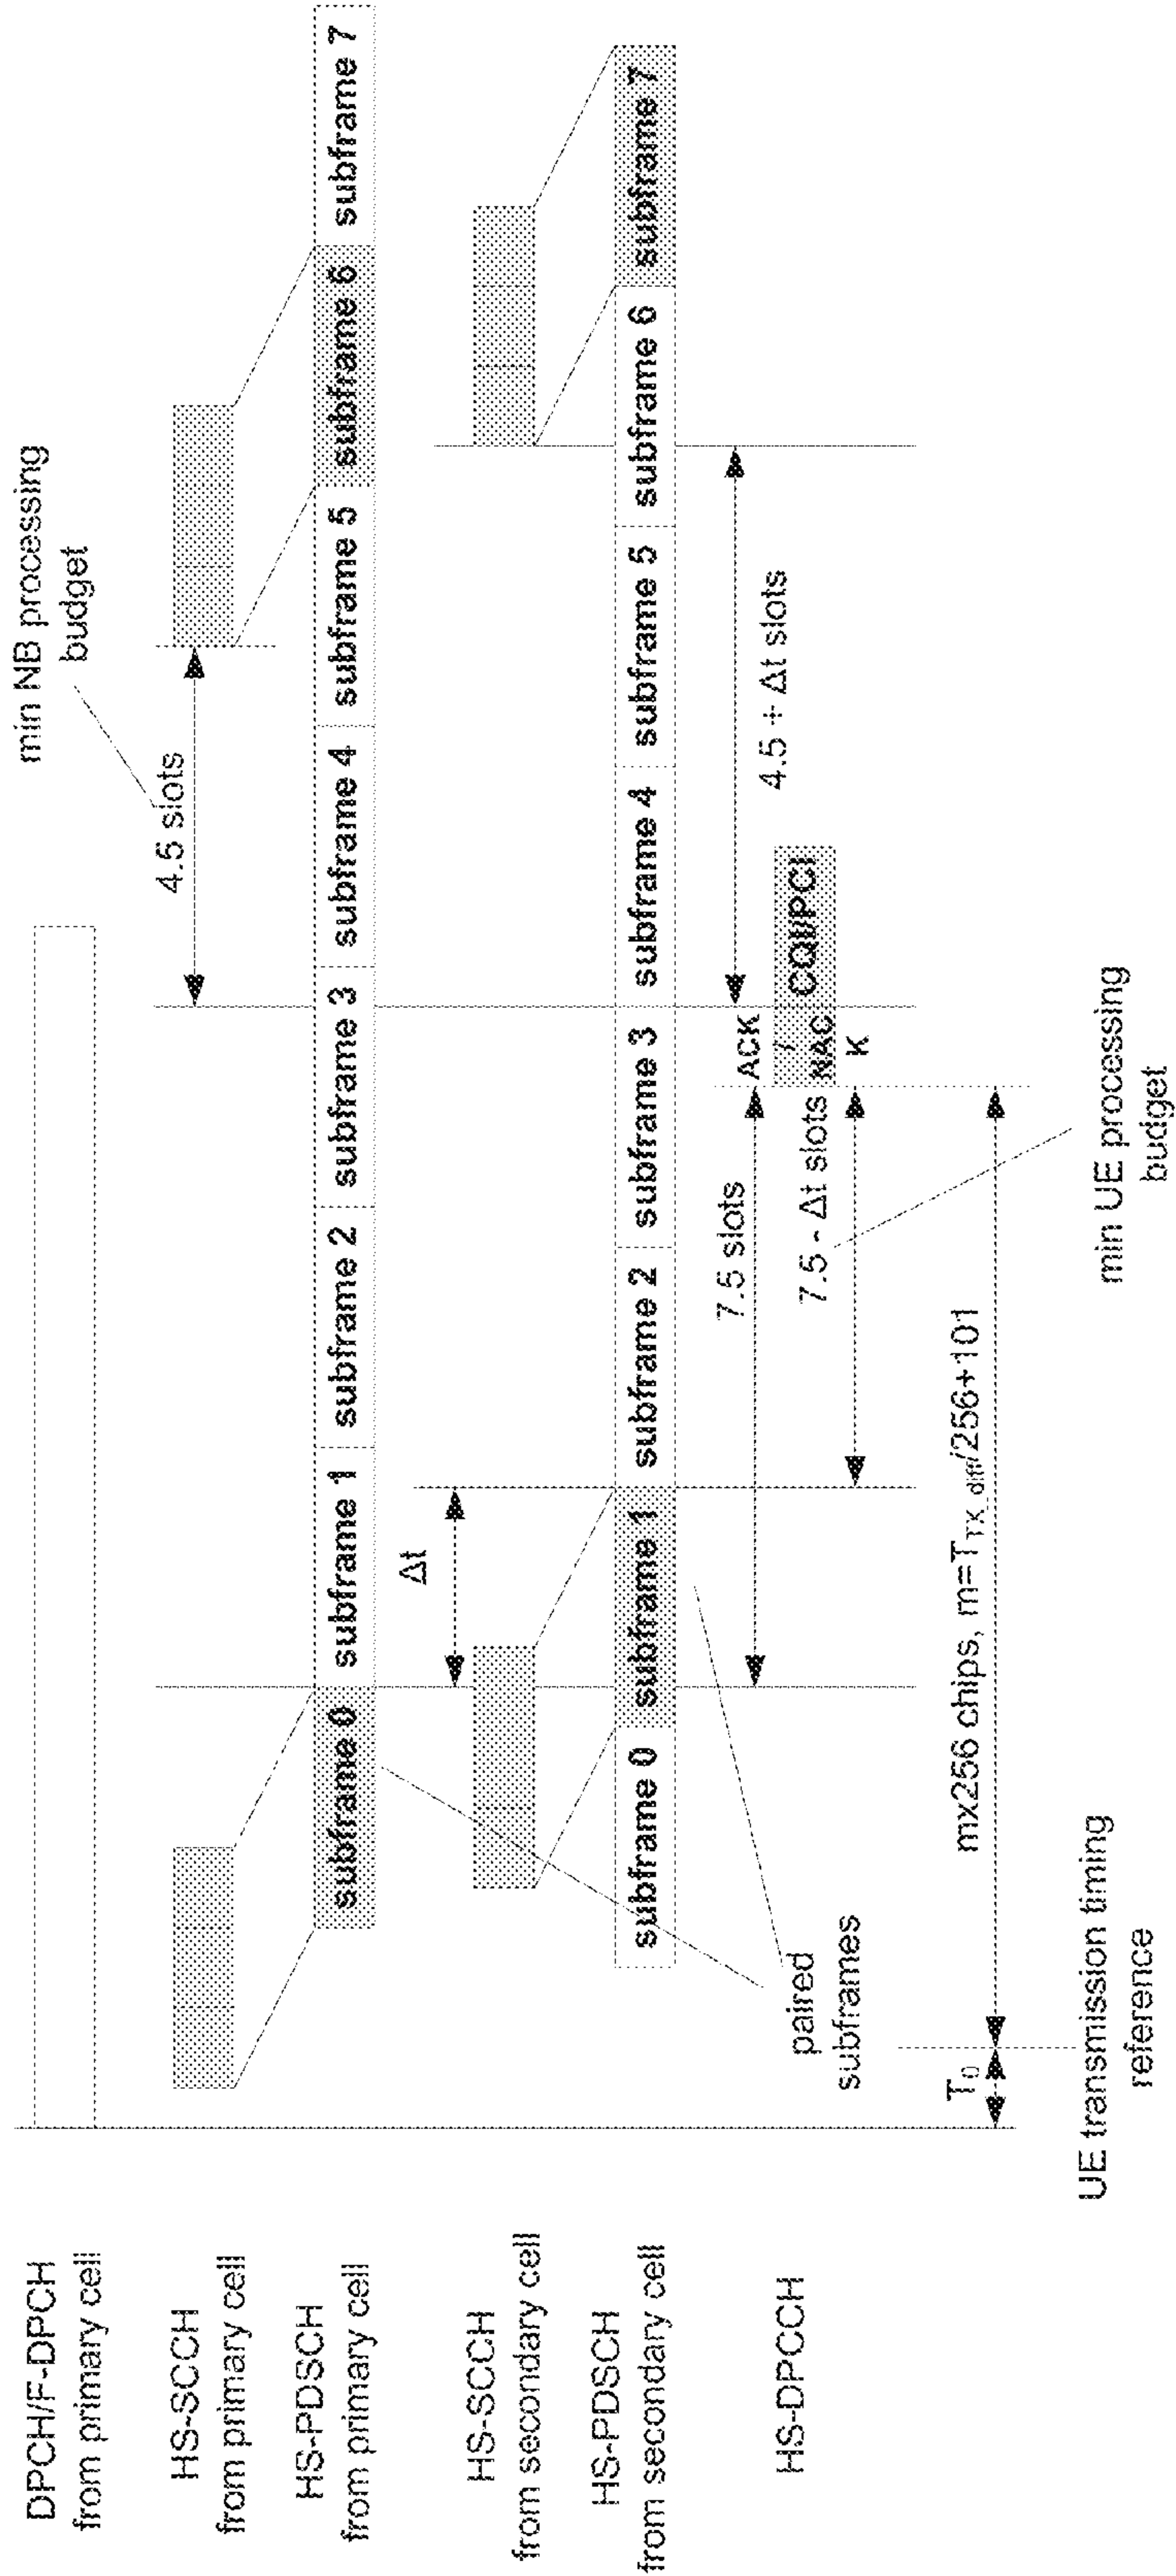 min NB processing
budget
DPCH/F-DPCH
from primary cell
4.5 slots
HS-SCCH
from primary cell
HS-PDSCH
from primary cell
subframe 0
subframe 1
subframe 2
subframe 3
subframe 4
subframe 5
subframe 6
subframe 7
Δt
HS-SCCH
from secondary cell
HS-PDSCH
from secondary cell
subframe 0
subframe 1
subframe 2
subframe 3
subframe 4
subframe 5
subframe 6
subframe 7
paired
subframes
7.5 slots
ACK
4.5 + Δt slots
HS-DPCCH
7.5 - Δt slots
/
NAC
K
CQI/PCI
T0
mx256 chips, m=TTX_diff/256+101
UE transmission timing
reference
min UE processing
budget